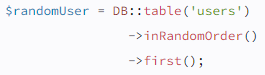 $randomUser = DB::table('users')
                ->inRandomOrder()
                ->first();